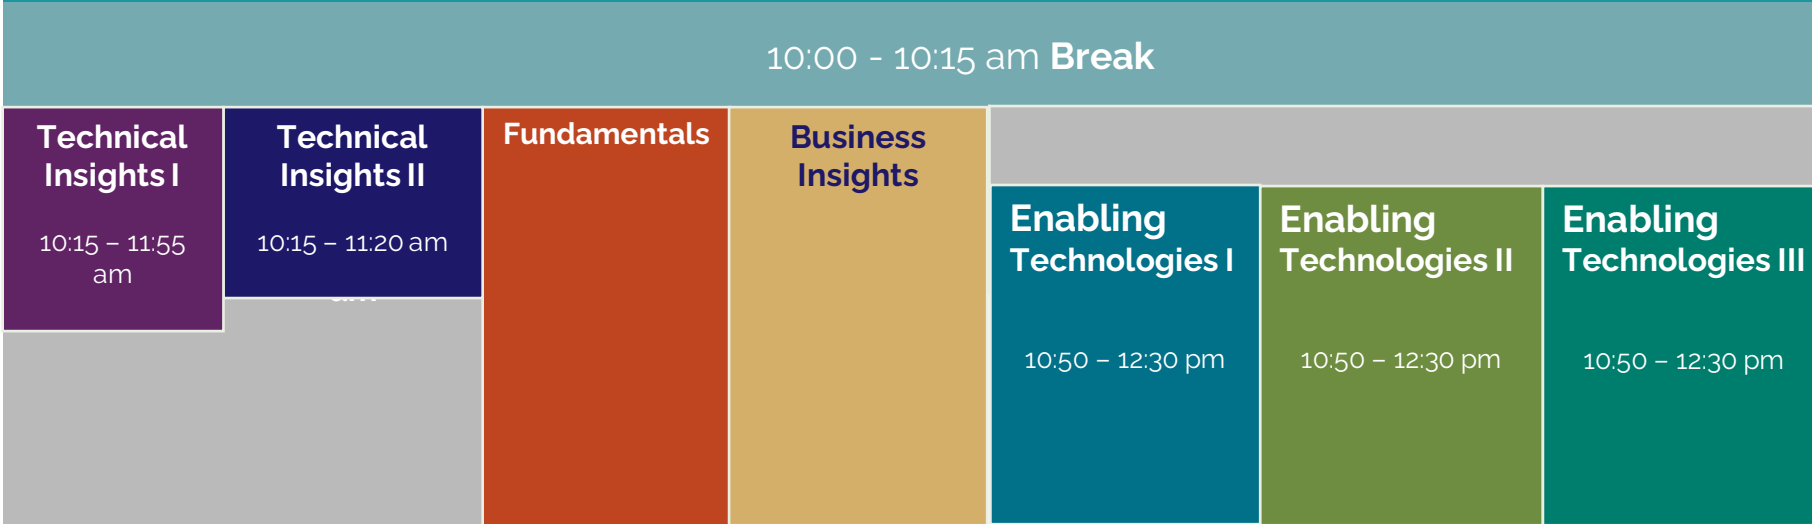 10:00 - 10:15 am Break
Technical
Insights I
10:15 – 11:55
am
Technical
Insights II
10:15 – 11:20 am
Fundamentals
Business
Insights
Enabling
Technologies I
10:50 – 12:30 pm
Enabling
Technologies II
10:50 – 12:30 pm
Enabling
Technologies III
10:50 – 12:30 pm